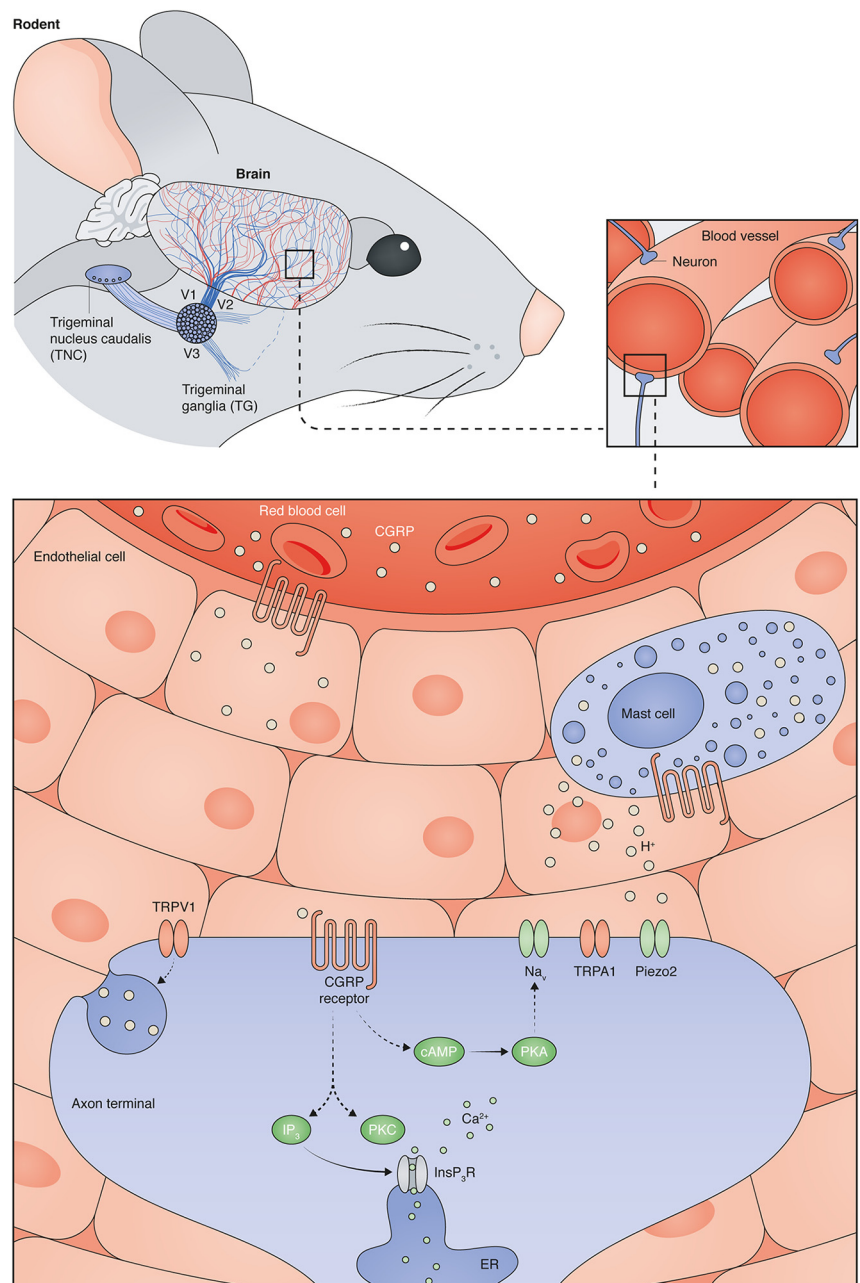 Rodent
Brain
V1
V2
V3
Trigeminal
nucleus caudalis
(TNC)
Trigeminal
ganglia (TG)
Blood vessel
Neuron
Red blood cell
CGRP
Endothelial cell
Mast cell
H⁺
TRPV1
CGRP
receptor
Naᵥ
TRPA1
Piezo2
cAMP
PKA
Axon terminal
Ca²⁺
IP₃
PKC
InsP₃R
ER